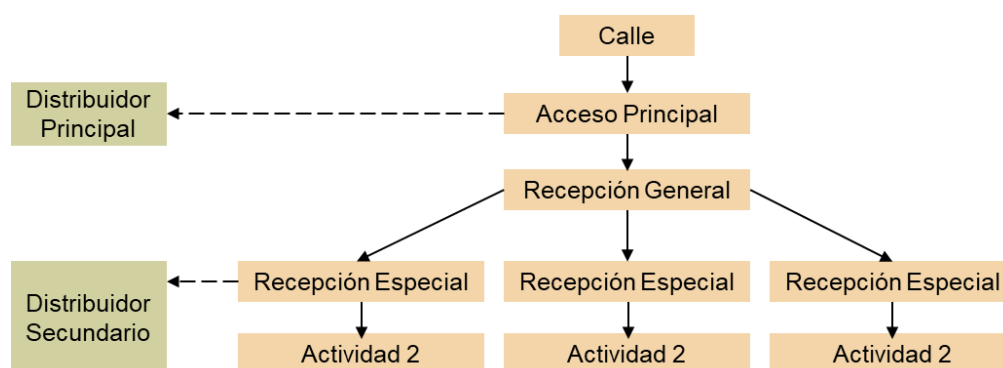 Calle
Distribuidor
Principal
Acceso Principal
Recepción General
Distribuidor
Secundario
Recepción Especial
Recepción Especial
Recepción Especial
Actividad 2
Actividad 2
Actividad 2